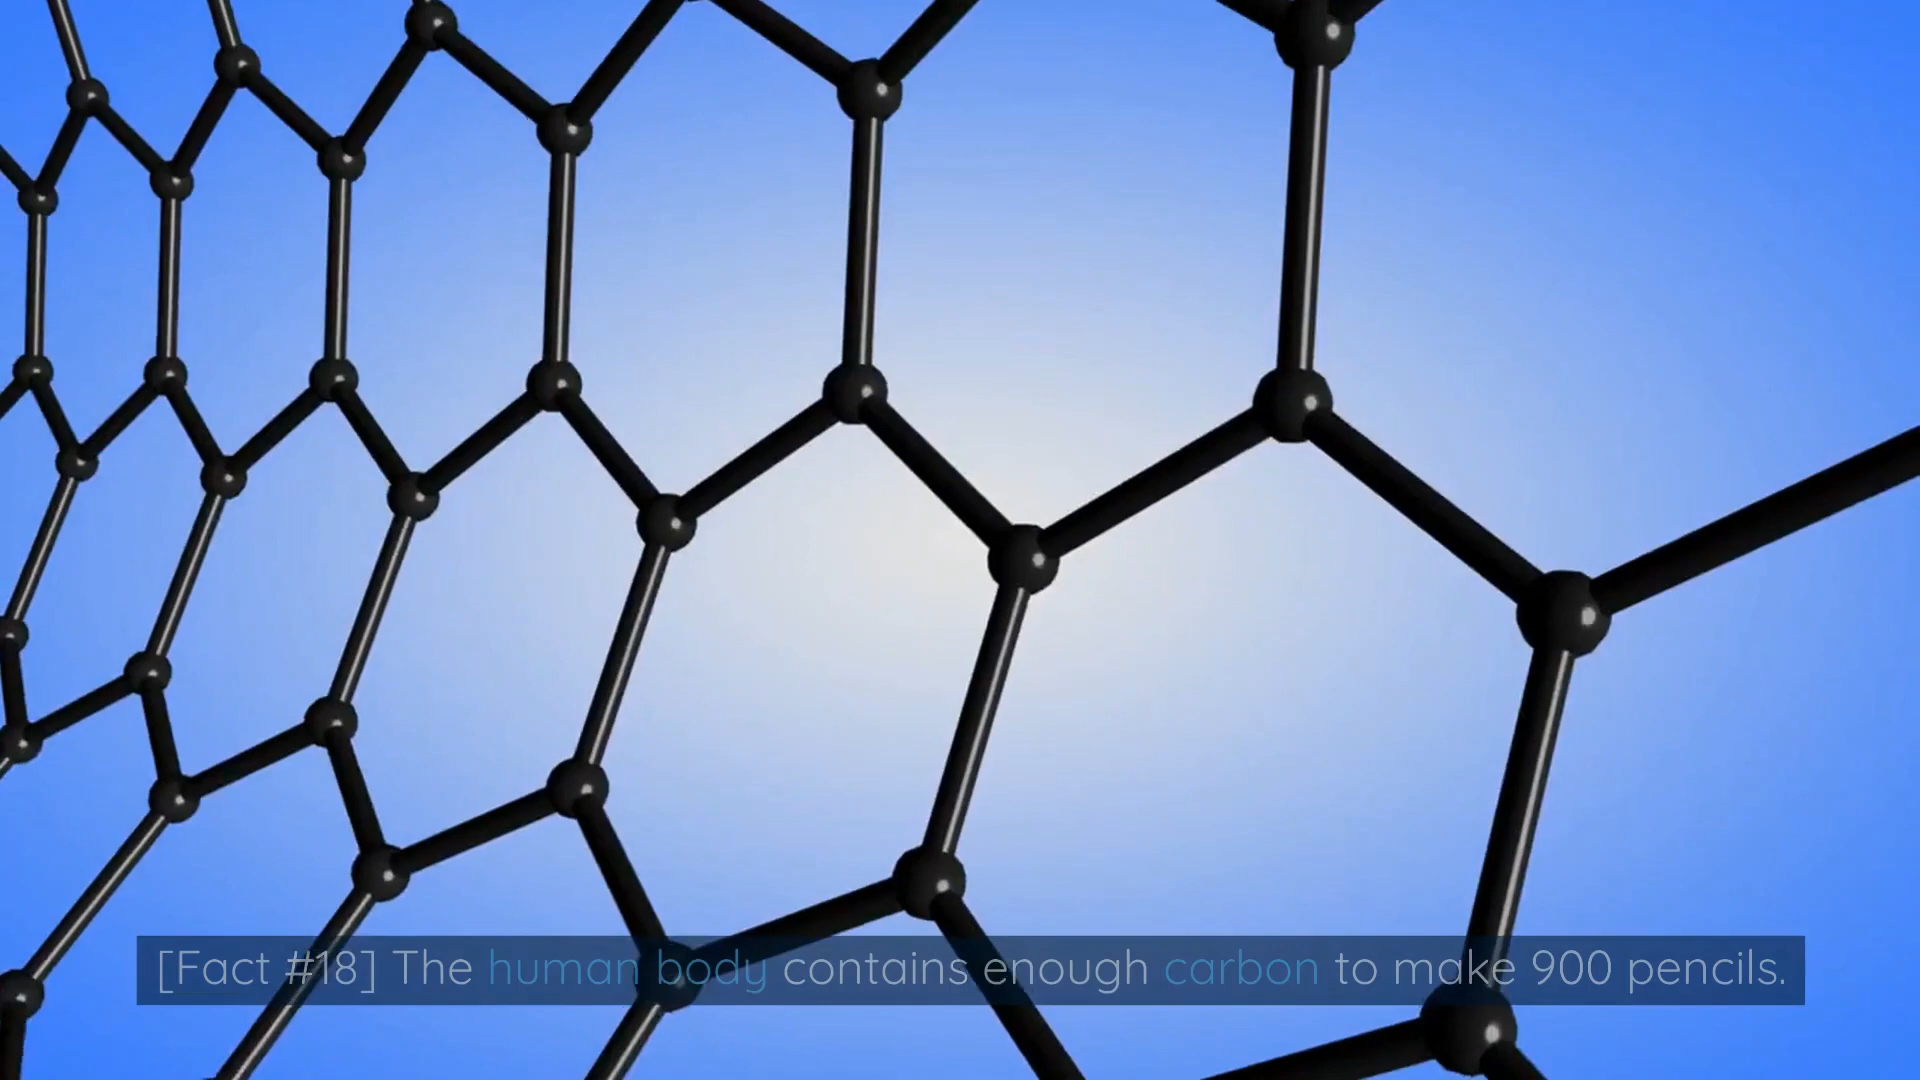 [Fact #18] The human body contains enough carbon to make 900 pencils.